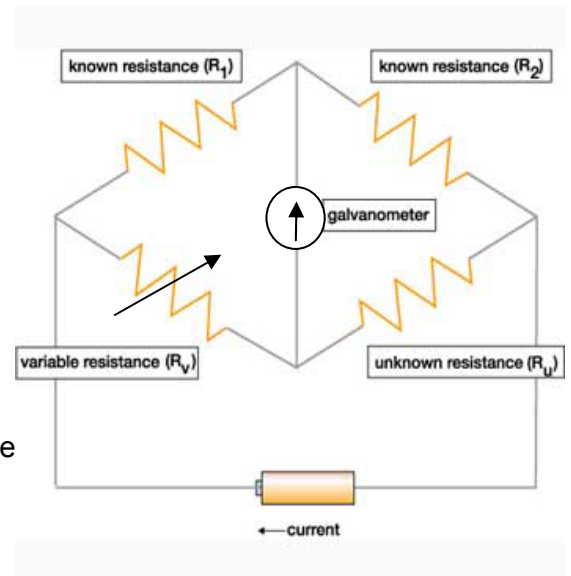 known resistance (R1)
known resistance (R2)
galvanometer
variable resistance (Rv)
unknown resistance (Ru)
e
←current